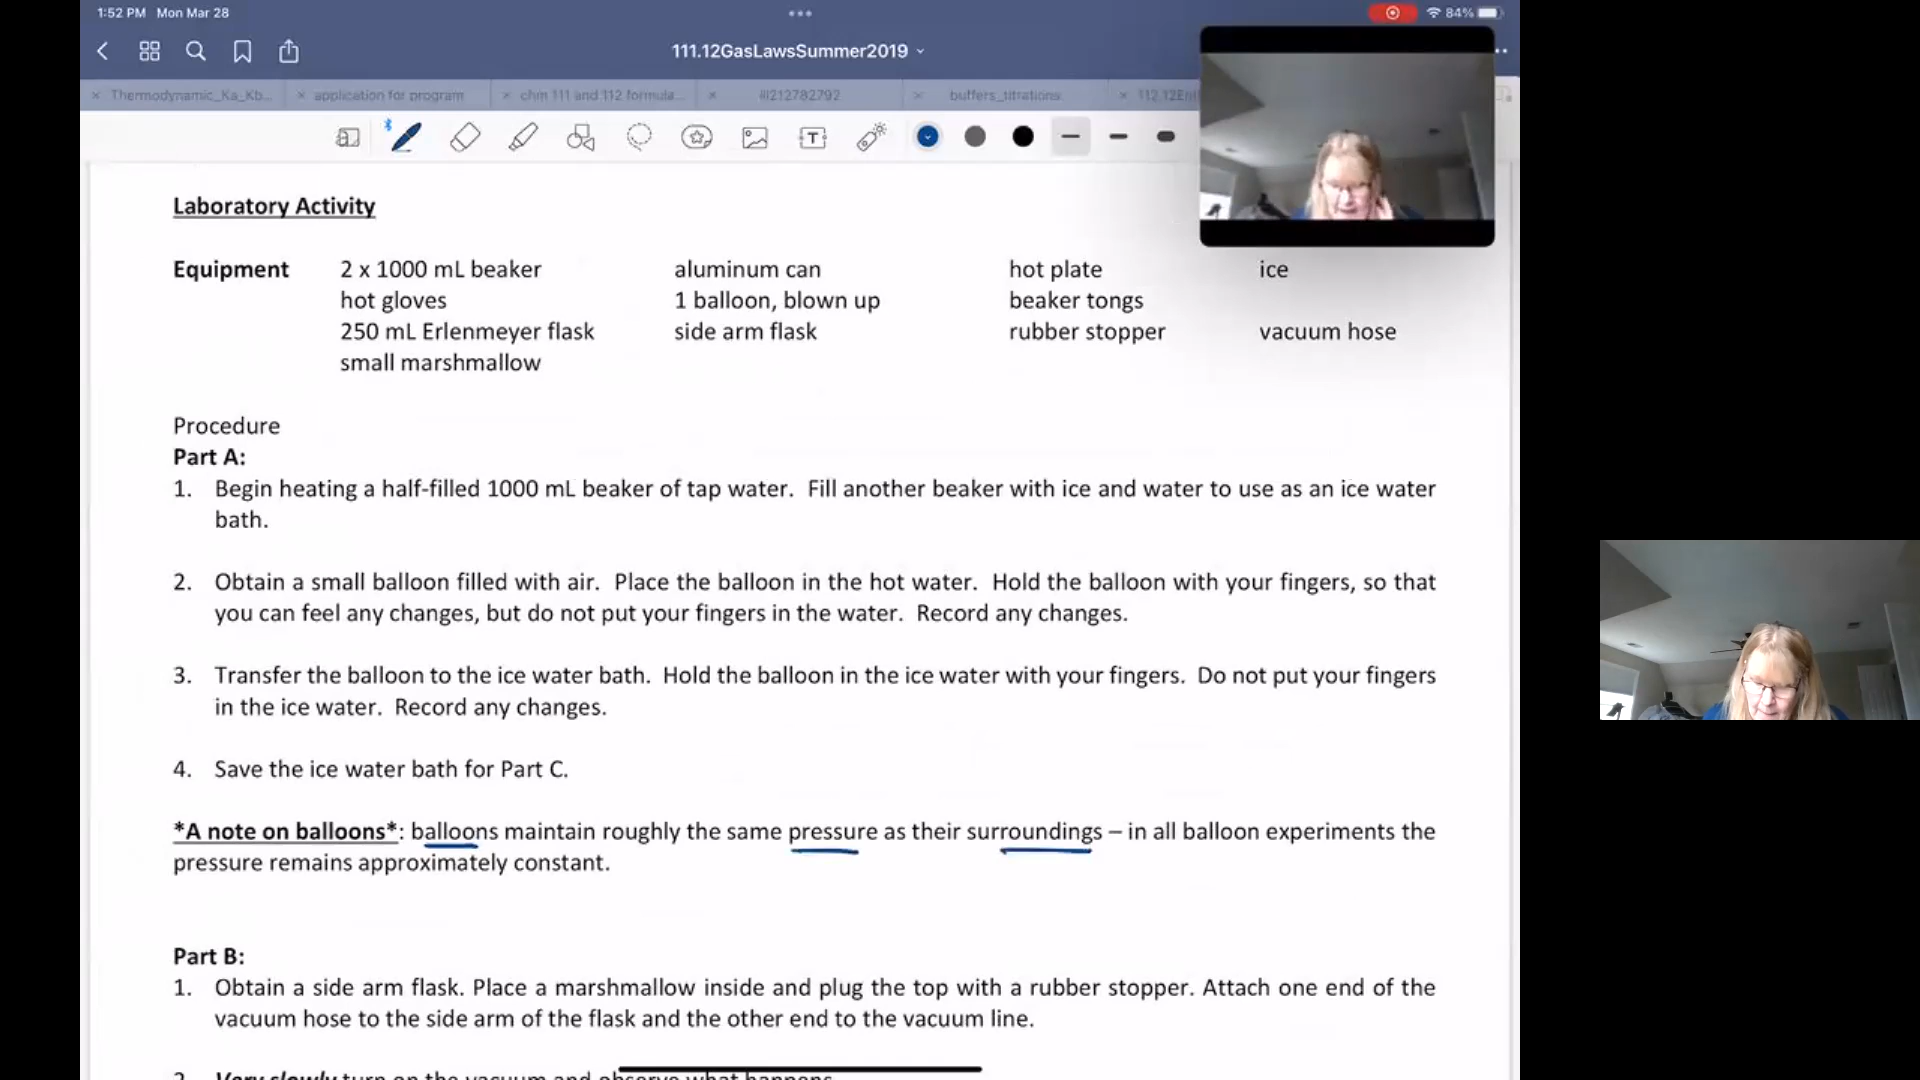 1:52 PM Mon Mar 28
84%
111.12GasLawsSummer2019
Thermodynamic_Ka_Kb... application for program chm 111 and 112 formula... buffers_titrations
Laboratory Activity
Equipment 2 x 1000 mL beaker aluminum can hot plate ice
hot gloves 1 balloon, blown up beaker tongs
250 mL Erlenmeyer flask side arm flask rubber stopper vacuum hose
small marshmallow
Procedure
Part A:
1. Begin heating a half-filled 1000 mL beaker of tap water. Fill another beaker with ice and water to use as an ice water
bath.
2. Obtain a small balloon filled with air. Place the balloon in the hot water. Hold the balloon with your fingers, so that
you can feel any changes, but do not put your fingers in the water. Record any changes.
3. Transfer the balloon to the ice water bath. Hold the balloon in the ice water with your fingers. Do not put your fingers
in the ice water. Record any changes.
4. Save the ice water bath for Part C.
*A note on balloons*: balloons maintain roughly the same pressure as their surroundings – in all balloon experiments the
pressure remains approximately constant.
Part B:
1. Obtain a side arm flask. Place a marshmallow inside and plug the top with a rubber stopper. Attach one end of the
vacuum hose to the side arm of the flask and the other end to the vacuum line.
2. Very slowly turn on the vacuum and observe what happens.